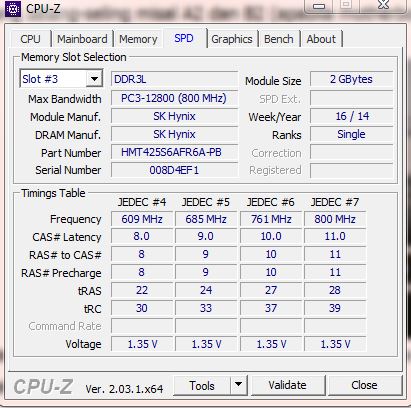 CPU-Z
CPU Mainboard Memory SPD Graphics Bench About
Memory Slot Selection
Slot #3 DDR3L Module Size 2 GBytes
Max Bandwidth PC3-12800 (800 MHz) SPD Ext.
Module Manuf. SK Hynix Week/Year 16 / 14
DRAM Manuf. SK Hynix Ranks Single
Part Number HMT425S6AFR6A-PB Correction
Serial Number 008D4EF1 Registered
Timings Table
JEDEC #4 JEDEC #5 JEDEC #6 JEDEC #7
Frequency 609 MHz 685 MHz 761 MHz 800 MHz
CAS# Latency 8.0 9.0 10.0 11.0
RAS# to CAS# 8 9 10 11
RAS# Precharge 8 9 10 11
tRAS 22 24 27 28
tRC 30 33 37 39
Command Rate
Voltage 1.35 V 1.35 V 1.35 V 1.35 V
CPU-Z Ver. 2.03.1.x64 Tools Validate Close